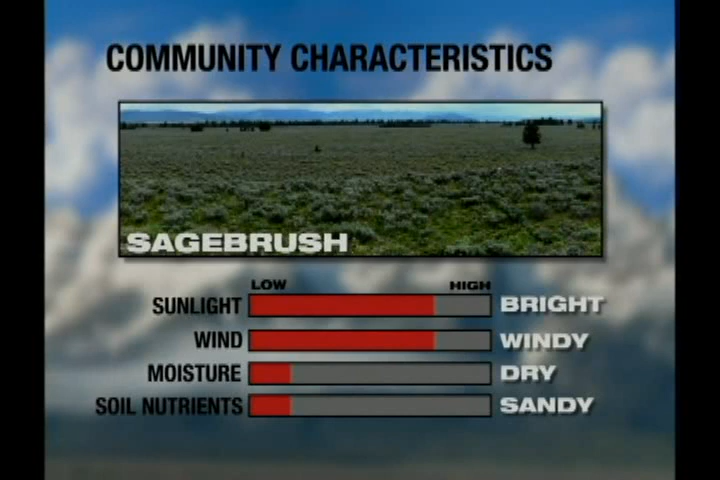 COMMUNITY CHARACTERISTICS
SAGEBRUSH
LOW HIGH
SUNLIGHT BRIGHT
WIND WINDY
MOISTURE DRY
SOIL NUTRIENTS SANDY